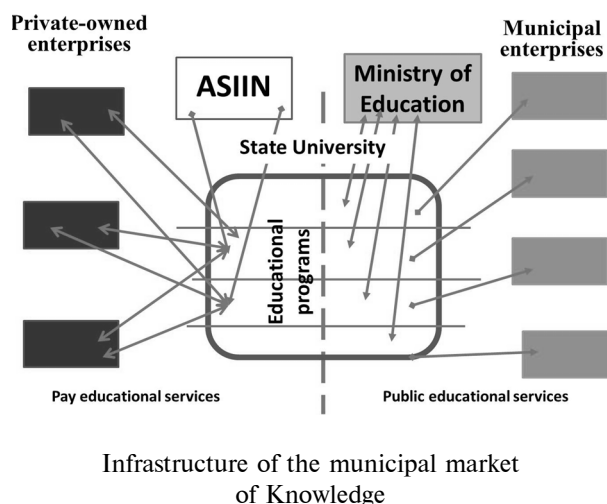 Private-owned
enterprises
Municipal
enterprises
ASIIN
Ministry of
Education
State University
Educational
programs
Pay educational services
Public educational services
Infrastructure of the municipal market
of Knowledge